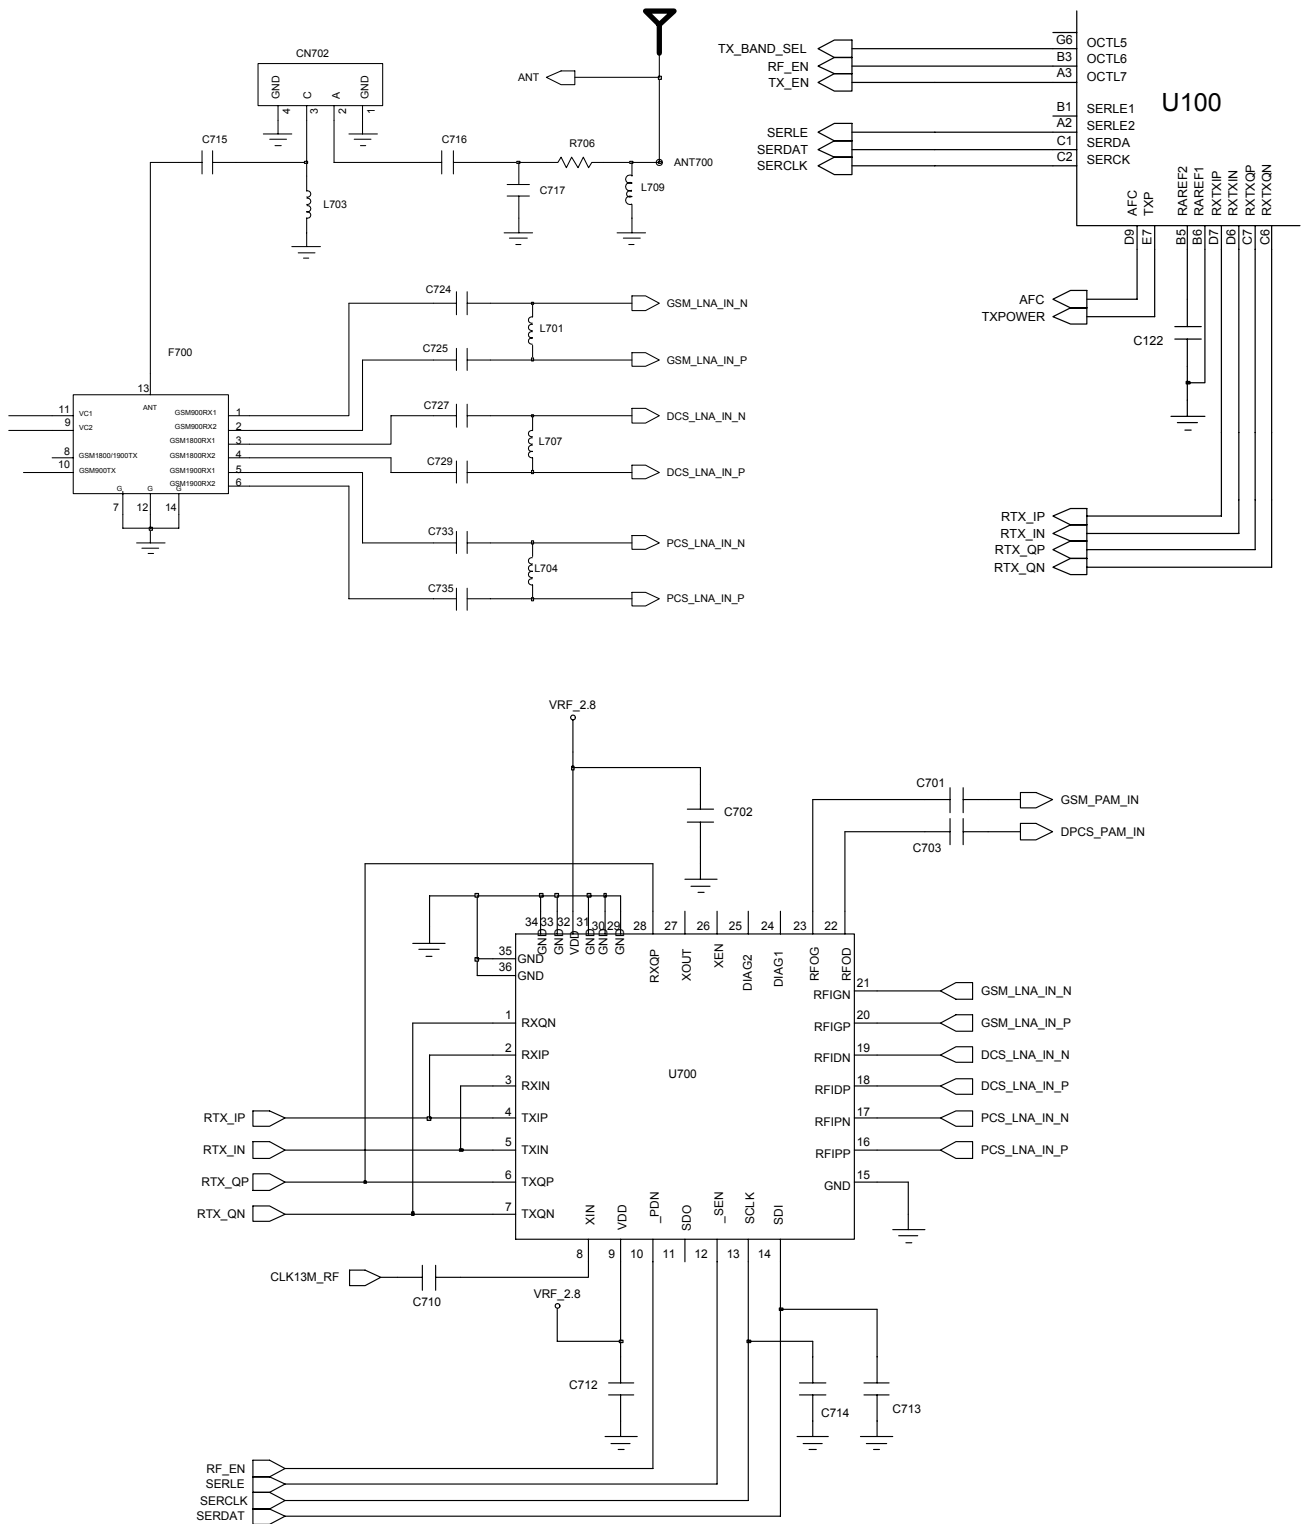 CN702
GND
C
A
GND
4
3
2
1
C715
C716
R706
ANT
ANT700
C717
L709
L703
TX_BAND_SEL
RF_EN
TX_EN
SERLE
SERDAT
SERCLK
G6
B3
A3
B1
A2
C1
C2
OCTL5
OCTL6
OCTL7
SERLE1
SERLE2
SERDA
SERCK
U100
AFC
TXP
RAREF2
RAREF1
RXTXIP
RXTXIN
RXTXQP
RXTXQN
D9
E7
B5
B6
D7
D6
C7
C6
AFC
TXPOWER
C122
RTX_IP
RTX_IN
RTX_QP
RTX_QN
C724
GSM_LNA_IN_N
L701
C725
GSM_LNA_IN_P
C727
DCS_LNA_IN_N
L707
C729
DCS_LNA_IN_P
C733
PCS_LNA_IN_N
L704
C735
PCS_LNA_IN_P
F700
13
ANT
11
VC1
9
VC2
8
GSM1800/1900TX
10
GSM900TX
GSM900RX1
1
GSM900RX2
2
GSM1800RX1
3
GSM1800RX2
4
GSM1900RX1
5
GSM1900RX2
6
G
G
G
7
12
14
VRF_2.8
C702
C701
GSM_PAM_IN
C703
DPCS_PAM_IN
34
33
32
31
30
29
28
27
26
25
24
23
22
GND
GND
VDD
GND
GND
GND
RXQP
XOUT
XEN
DIAG2
DIAG1
RFOG
RFOD
35
GND
36
GND
1
RXQN
2
RXIP
3
RXIN
4
TXIP
5
TXIN
6
TXQP
7
TXQN
RTX_IP
RTX_IN
RTX_QP
RTX_QN
U700
RFIGN
21
GSM_LNA_IN_N
RFIGP
20
GSM_LNA_IN_P
RFIDN
19
DCS_LNA_IN_N
RFIDP
18
DCS_LNA_IN_P
RFIPN
17
PCS_LNA_IN_N
RFIPP
16
PCS_LNA_IN_P
GND
15
XIN
VDD
_PDN
SDO
_SEN
SCLK
SDI
8
9
10
11
12
13
14
CLK13M_RF
C710
VRF_2.8
C712
C714
C713
RF_EN
SERLE
SERCLK
SERDAT